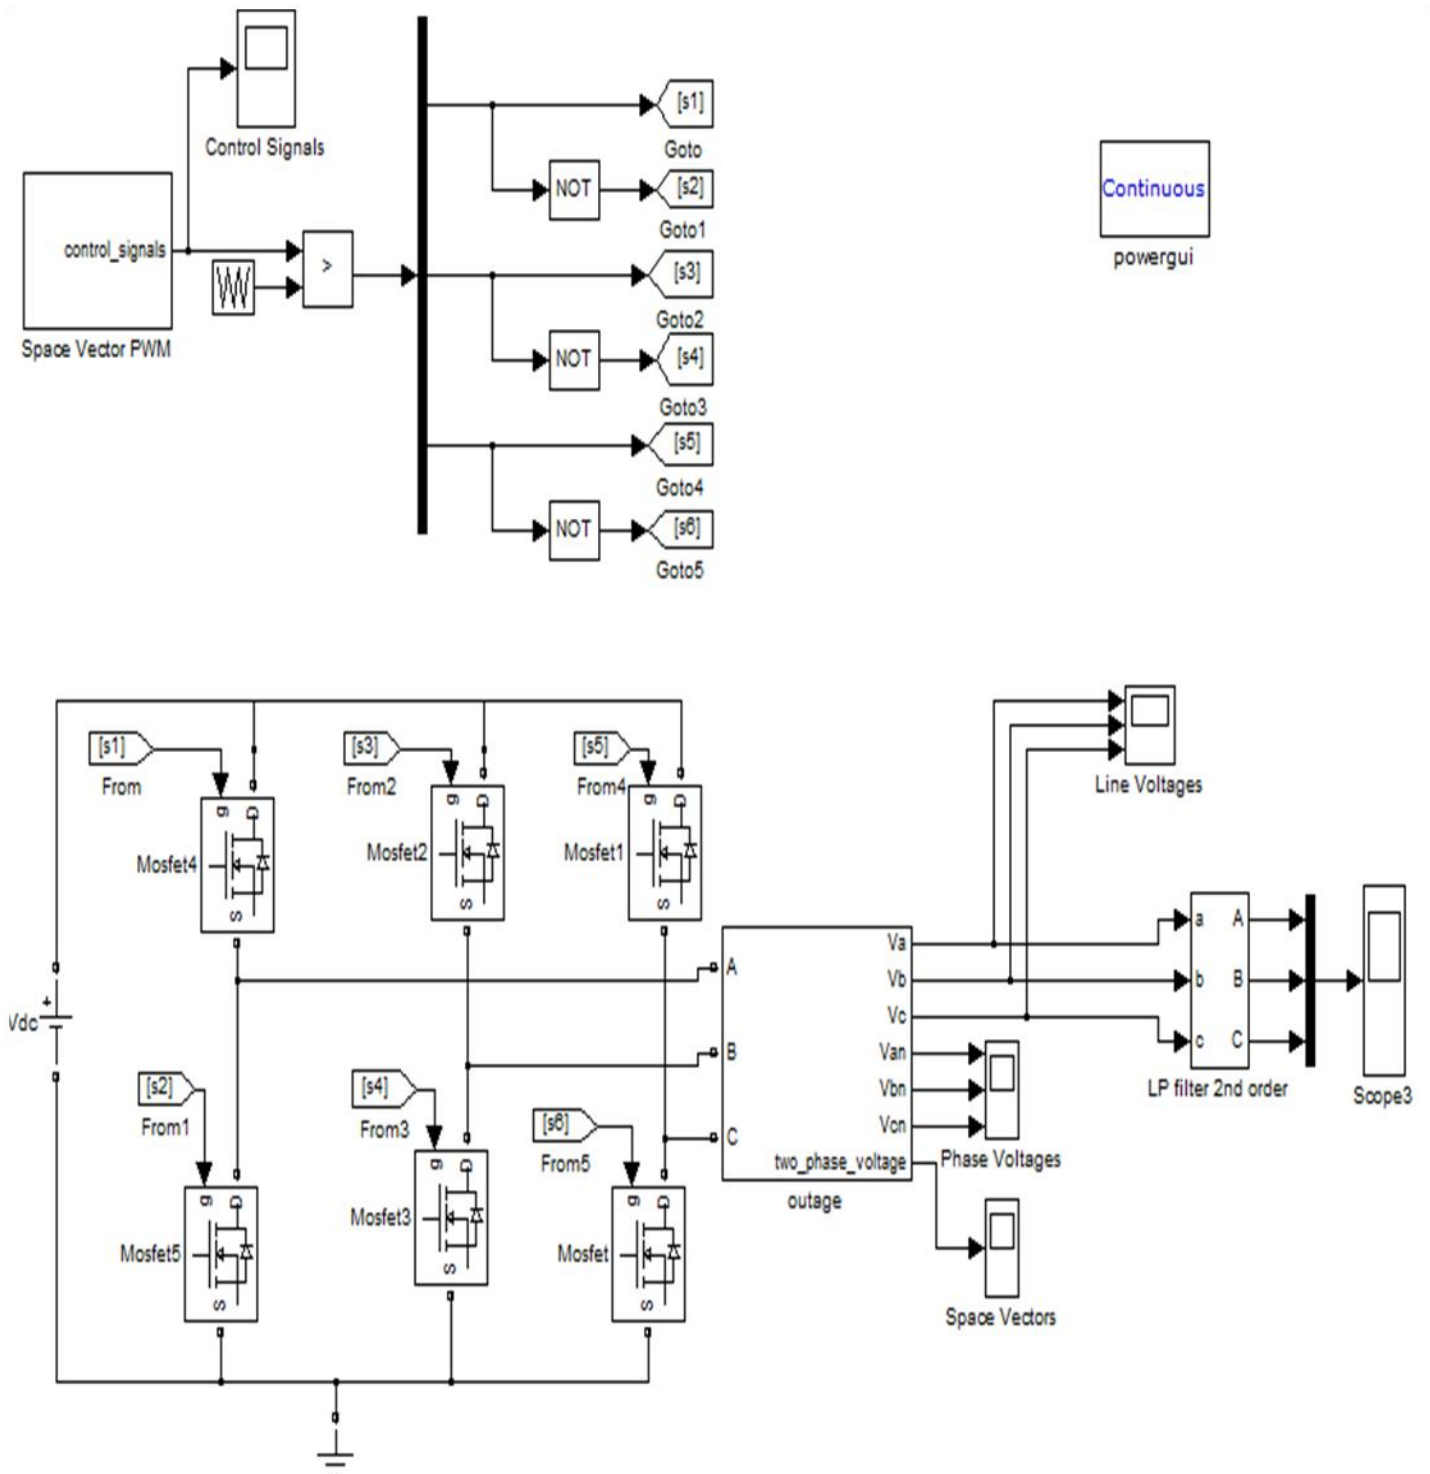 Control Signals
control_signals
Space Vector PWM
>
[s1]
Goto
NOT
[s2]
Goto1
[s3]
Goto2
NOT
[s4]
Goto3
[s5]
Goto4
NOT
[s6]
Goto5
Continuous
powergui
[s1]
From
[s3]
From2
[s5]
From4
g
D
Mosfet4
S
g
D
Mosfet2
S
g
D
Mosfet1
S
+
Vdc
[s2]
From1
[s4]
From3
[s6]
From5
g
D
Mosfet5
S
g
D
Mosfet3
S
g
D
Mosfet
S
A
B
C
Va
Vb
Vc
Van
Vbn
Vcn
two_phase_voltage
outage
Line Voltages
a A
b B
c C
LP filter 2nd order
Scope3
Phase Voltages
Space Vectors